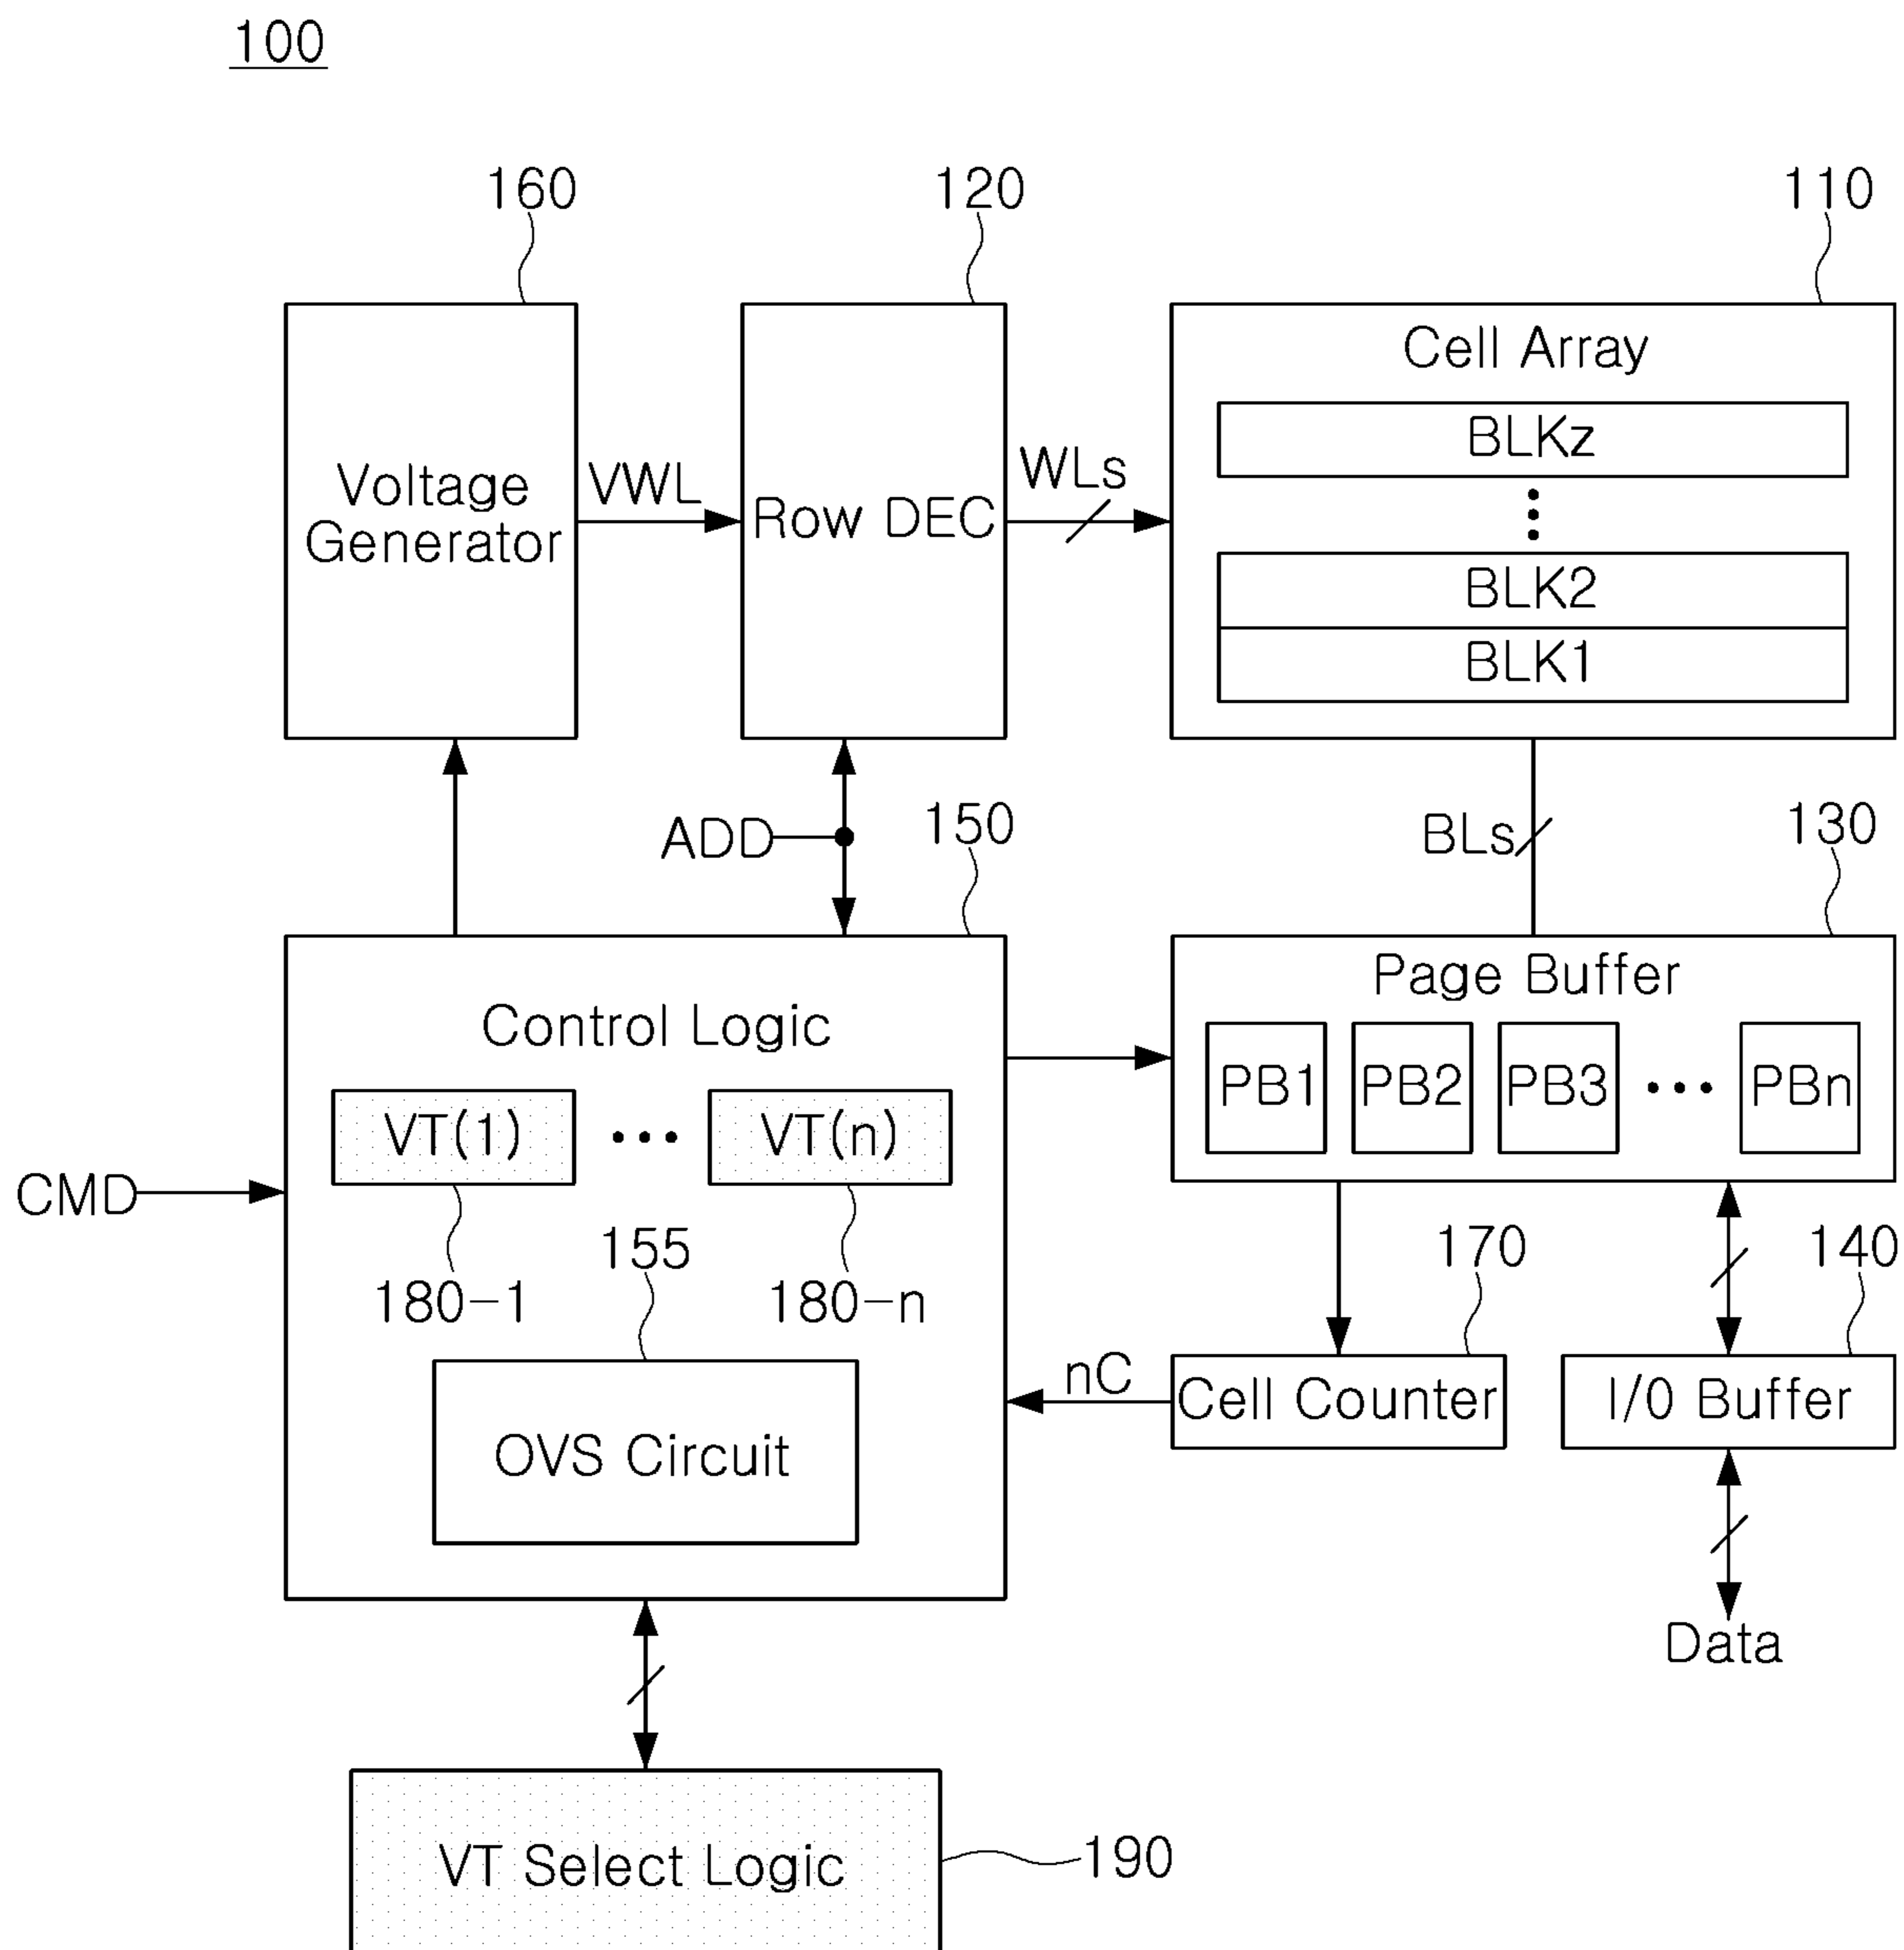 100
160
120
110
Voltage
Generator
VWL
Row DEC
WLs
Cell Array
BLKz
BLK2
BLK1
ADD
150
BLs
130
Control Logic
VT(1)
VT(n)
180-1
180-n
155
OVS Circuit
CMD
Page Buffer
PB1
PB2
PB3
PBn
170
140
nC
Cell Counter
I/O Buffer
Data
VT Select Logic
190